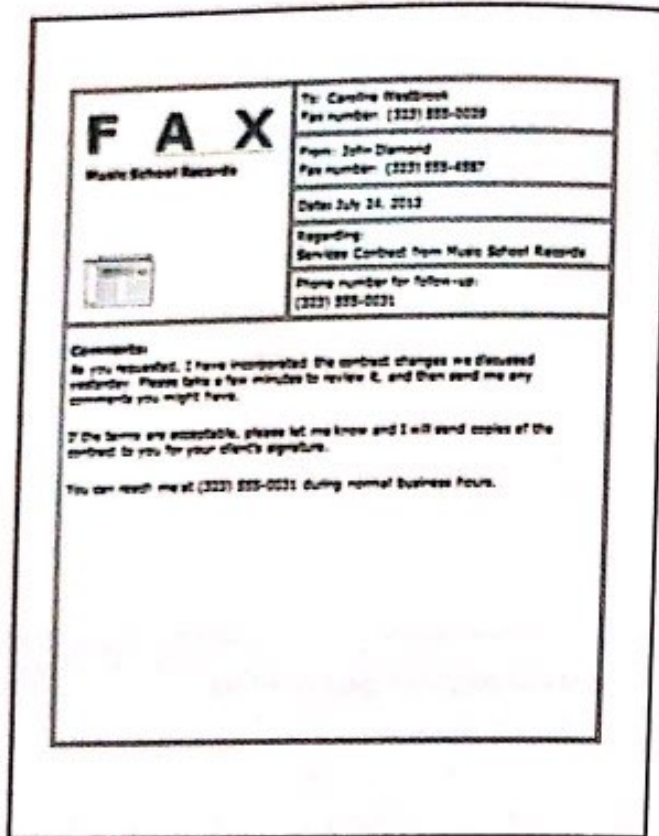 FAX
Music School Records
To: Caroline Westbrook
Fax number: (323) 555-0039
From: John Diamond
Fax number: (323) 555-4587
Date: July 24, 2013
Regarding:
Services Contract from Music School Records
Phone number for follow-up:
(323) 555-0031
Comments:
As you requested, I have incorporated the contract changes we discussed
yesterday. Please take a few minutes to review it, and then send me any
comments you might have.
If the terms are acceptable, please let me know and I will send copies of the
contract to you for your client's signature.
You can reach me at (323) 555-0031 during normal business hours.